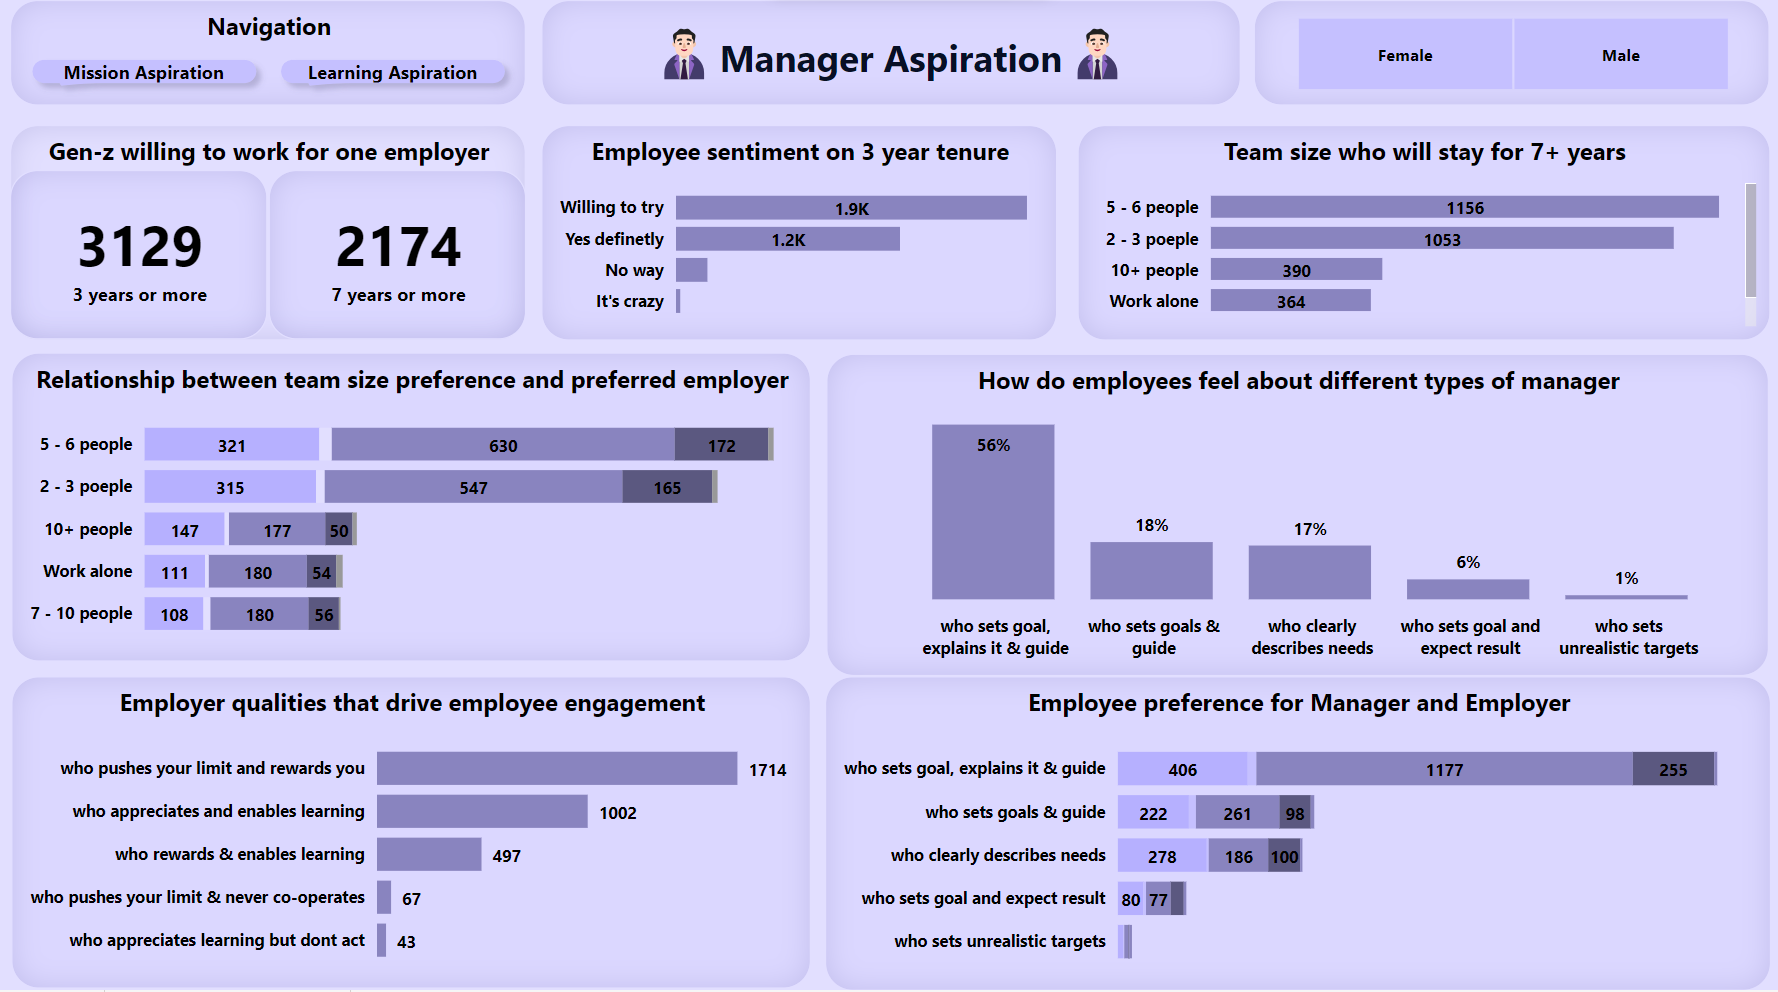 Navigation
Mission Aspiration
Learning Aspiration
Manager Aspiration
Female
Male
Gen-z willing to work for one employer
3129
3 years or more
2174
7 years or more
Employee sentiment on 3 year tenure
Willing to try
1.9K
Yes definetly
1.2K
No way
It's crazy
Team size who will stay for 7+ years
5 - 6 people
1156
2 - 3 poeple
1053
10+ people
390
Work alone
364
Relationship between team size preference and preferred employer
5 - 6 people
321
630
172
2 - 3 poeple
315
547
165
10+ people
147
177
50
Work alone
111
180
54
7 - 10 people
108
180
56
How do employees feel about different types of manager
56%
18%
17%
6%
1%
who sets goal,
explains it & guide
who sets goals &
guide
who clearly
describes needs
who sets goal and
expect result
who sets
unrealistic targets
Employer qualities that drive employee engagement
who pushes your limit and rewards you
1714
who appreciates and enables learning
1002
who rewards & enables learning
497
who pushes your limit & never co-operates
67
who appreciates learning but dont act
43
Employee preference for Manager and Employer
who sets goal, explains it & guide
406
1177
255
who sets goals & guide
222
261
98
who clearly describes needs
278
186
100
who sets goal and expect result
80
77
who sets unrealistic targets